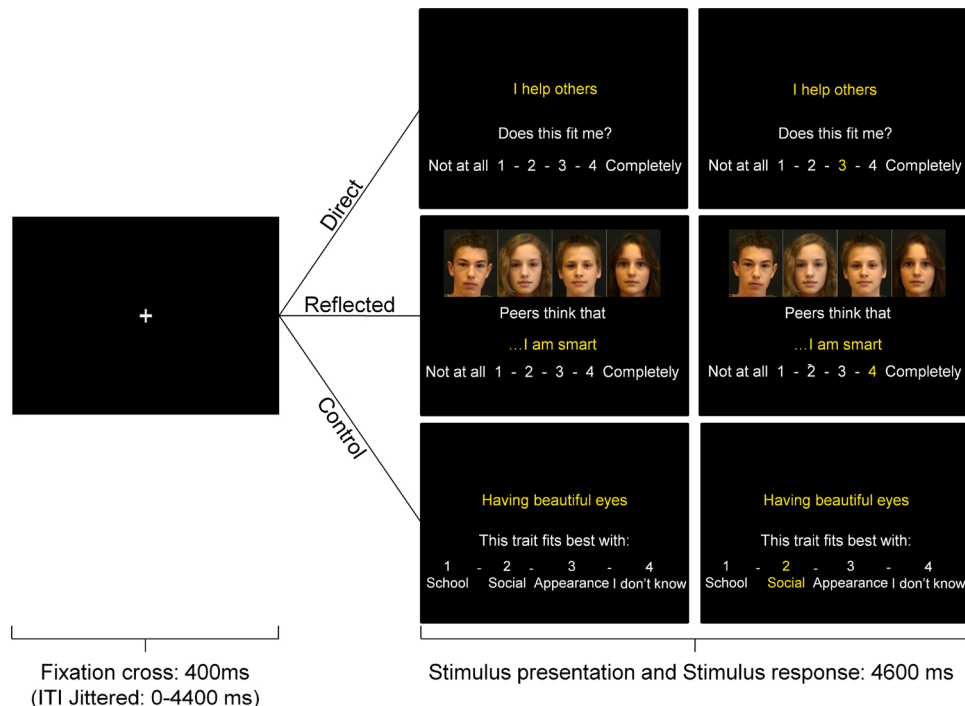 +
Direct
Reflected
Control
I help others
Does this fit me?
Not at all 1 - 2 - 3 - 4 Completely
I help others
Does this fit me?
Not at all 1 - 2 - 3 - 4 Completely
Peers think that
...I am smart
Not at all 1 - 2 - 3 - 4 Completely
Peers think that
...I am smart
Not at all 1 - 2 - 3 - 4 Completely
Having beautiful eyes
This trait fits best with:
1 - 2 - 3 - 4
School Social Appearance I don't know
Having beautiful eyes
This trait fits best with:
1 - 2 - 3 - 4
School Social Appearance I don't know
Fixation cross: 400ms
(ITI Jittered: 0-4400 ms)
Stimulus presentation and Stimulus response: 4600 ms